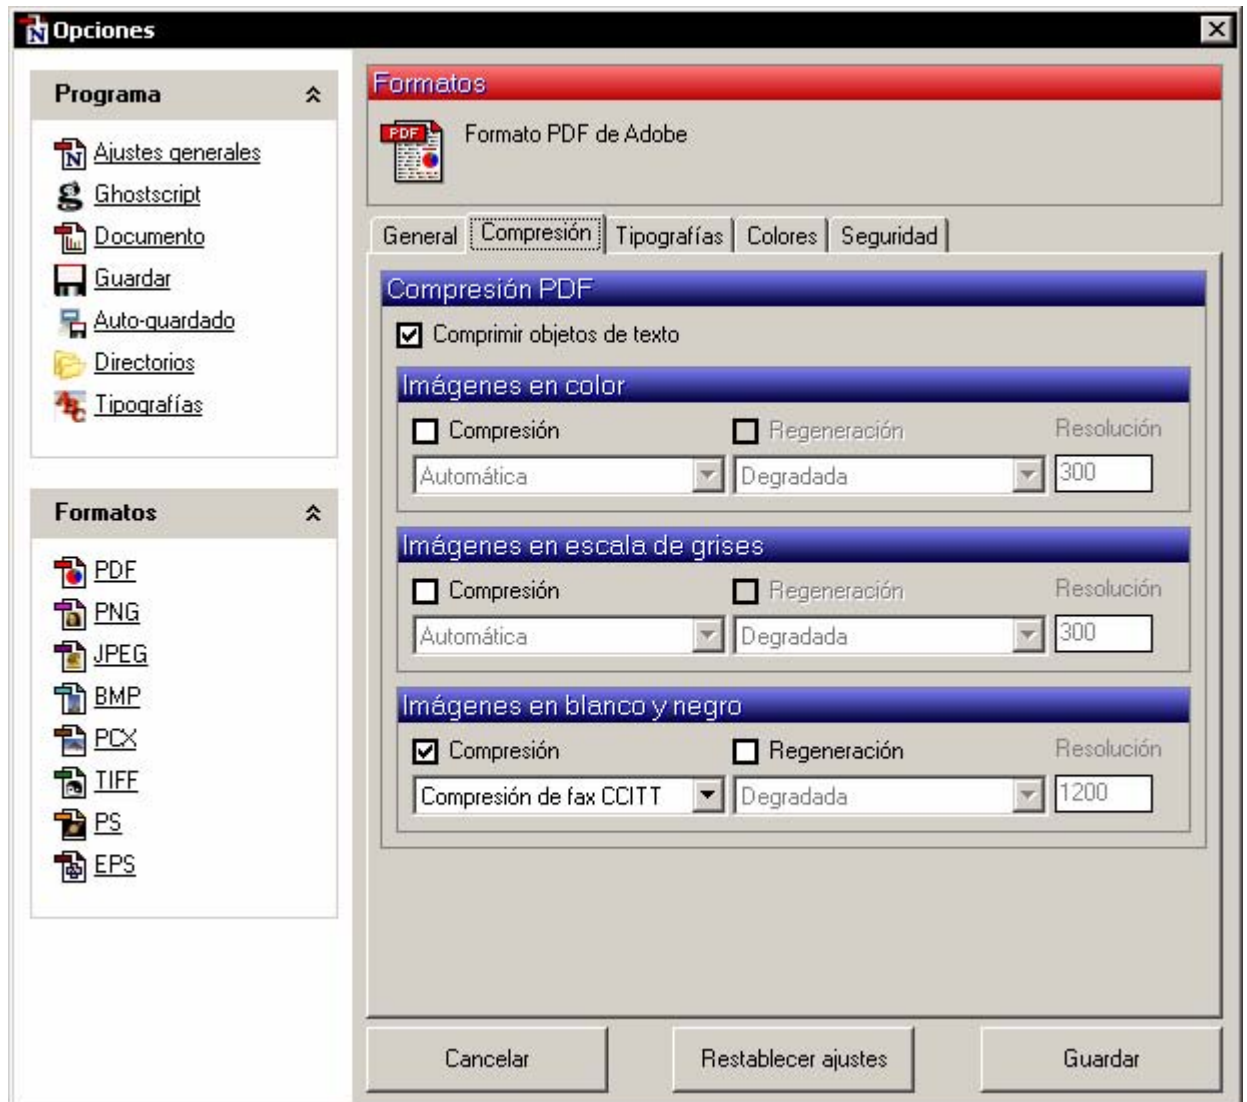 Opciones
Programa
Ajustes generales
Ghostscript
Documento
Guardar
Auto-guardado
Directorios
Tipografías
Formatos
PDF
PNG
JPEG
BMP
PCX
TIFF
PS
EPS
Formatos
PDF
Formato PDF de Adobe
General Compresión Tipografías Colores Seguridad
Compresión PDF
Comprimir objetos de texto
Imágenes en color
Compresión Regeneración Resolución
Automática Degradada 300
Imágenes en escala de grises
Compresión Regeneración Resolución
Automática Degradada 300
Imágenes en blanco y negro
Compresión Regeneración Resolución
Compresión de fax CCITT Degradada 1200
Cancelar Restablecer ajustes Guardar